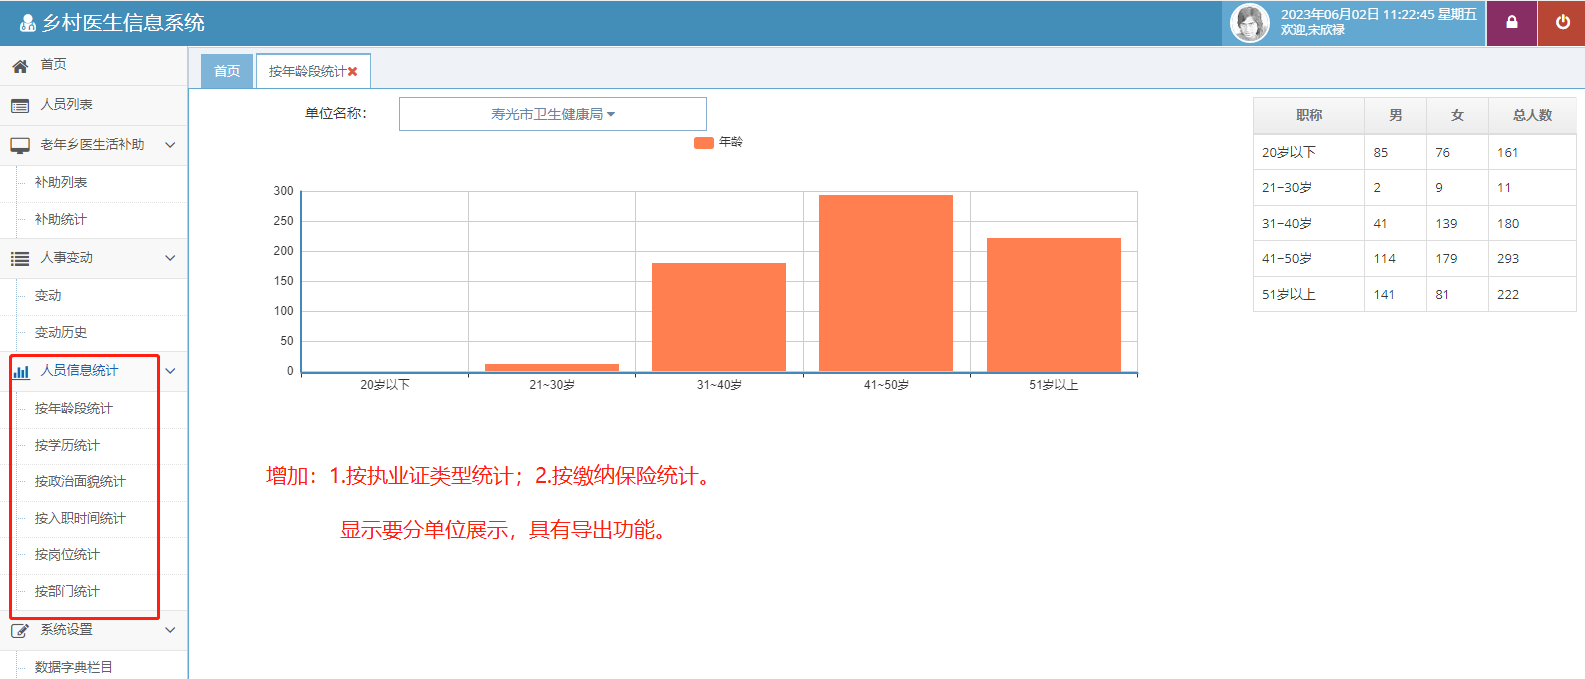 乡村医生信息系统
2023年06月02日 11:22:45 星期五
欢迎,宋欣禄
首页
人员列表
老年乡医生活补助
补助列表
补助统计
人事变动
变动
变动历史
人员信息统计
按年龄段统计
按学历统计
按政治面貌统计
按入职时间统计
按岗位统计
按部门统计
系统设置
数据字典栏目
首页
按年龄段统计
单位名称：
寿光市卫生健康局
年龄
300
250
200
150
100
50
0
20岁以下 21~30岁 31~40岁 41~50岁 51岁以上
职称 男 女 总人数
20岁以下 85 76 161
21~30岁 2 9 11
31~40岁 41 139 180
41~50岁 114 179 293
51岁以上 141 81 222
增加：1.按执业证类型统计；2.按缴纳保险统计。
显示要分单位展示，具有导出功能。